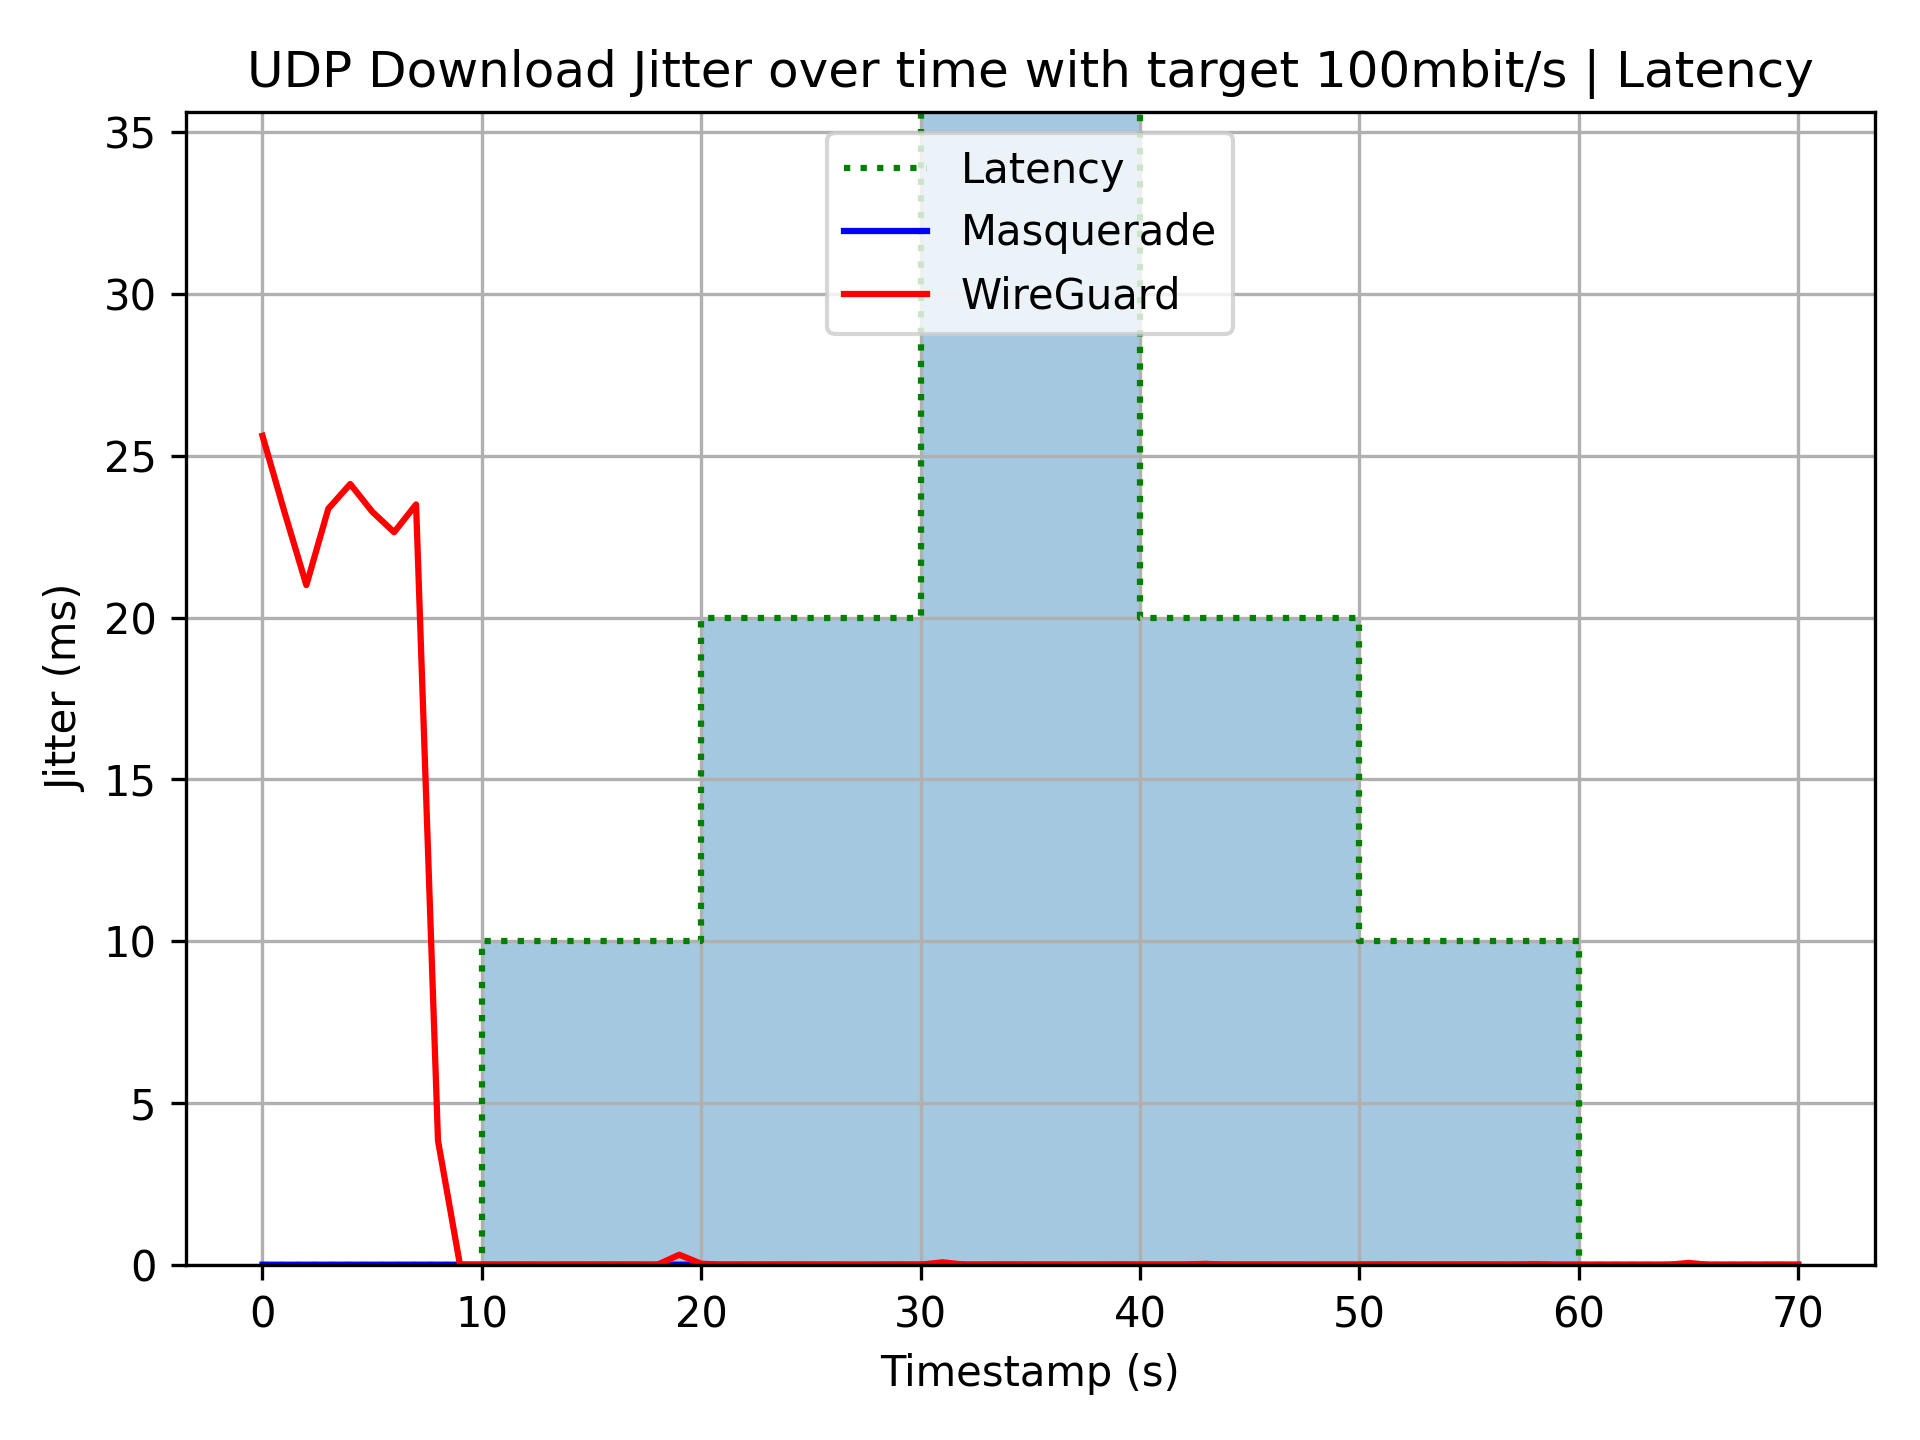 UDP Download Jitter over time with target 100mbit/s | Latency
Latency
Masquerade
WireGuard
Jitter (ms)
35
30
25
20
15
10
5
0
0 10 20 30 40 50 60 70
Timestamp (s)